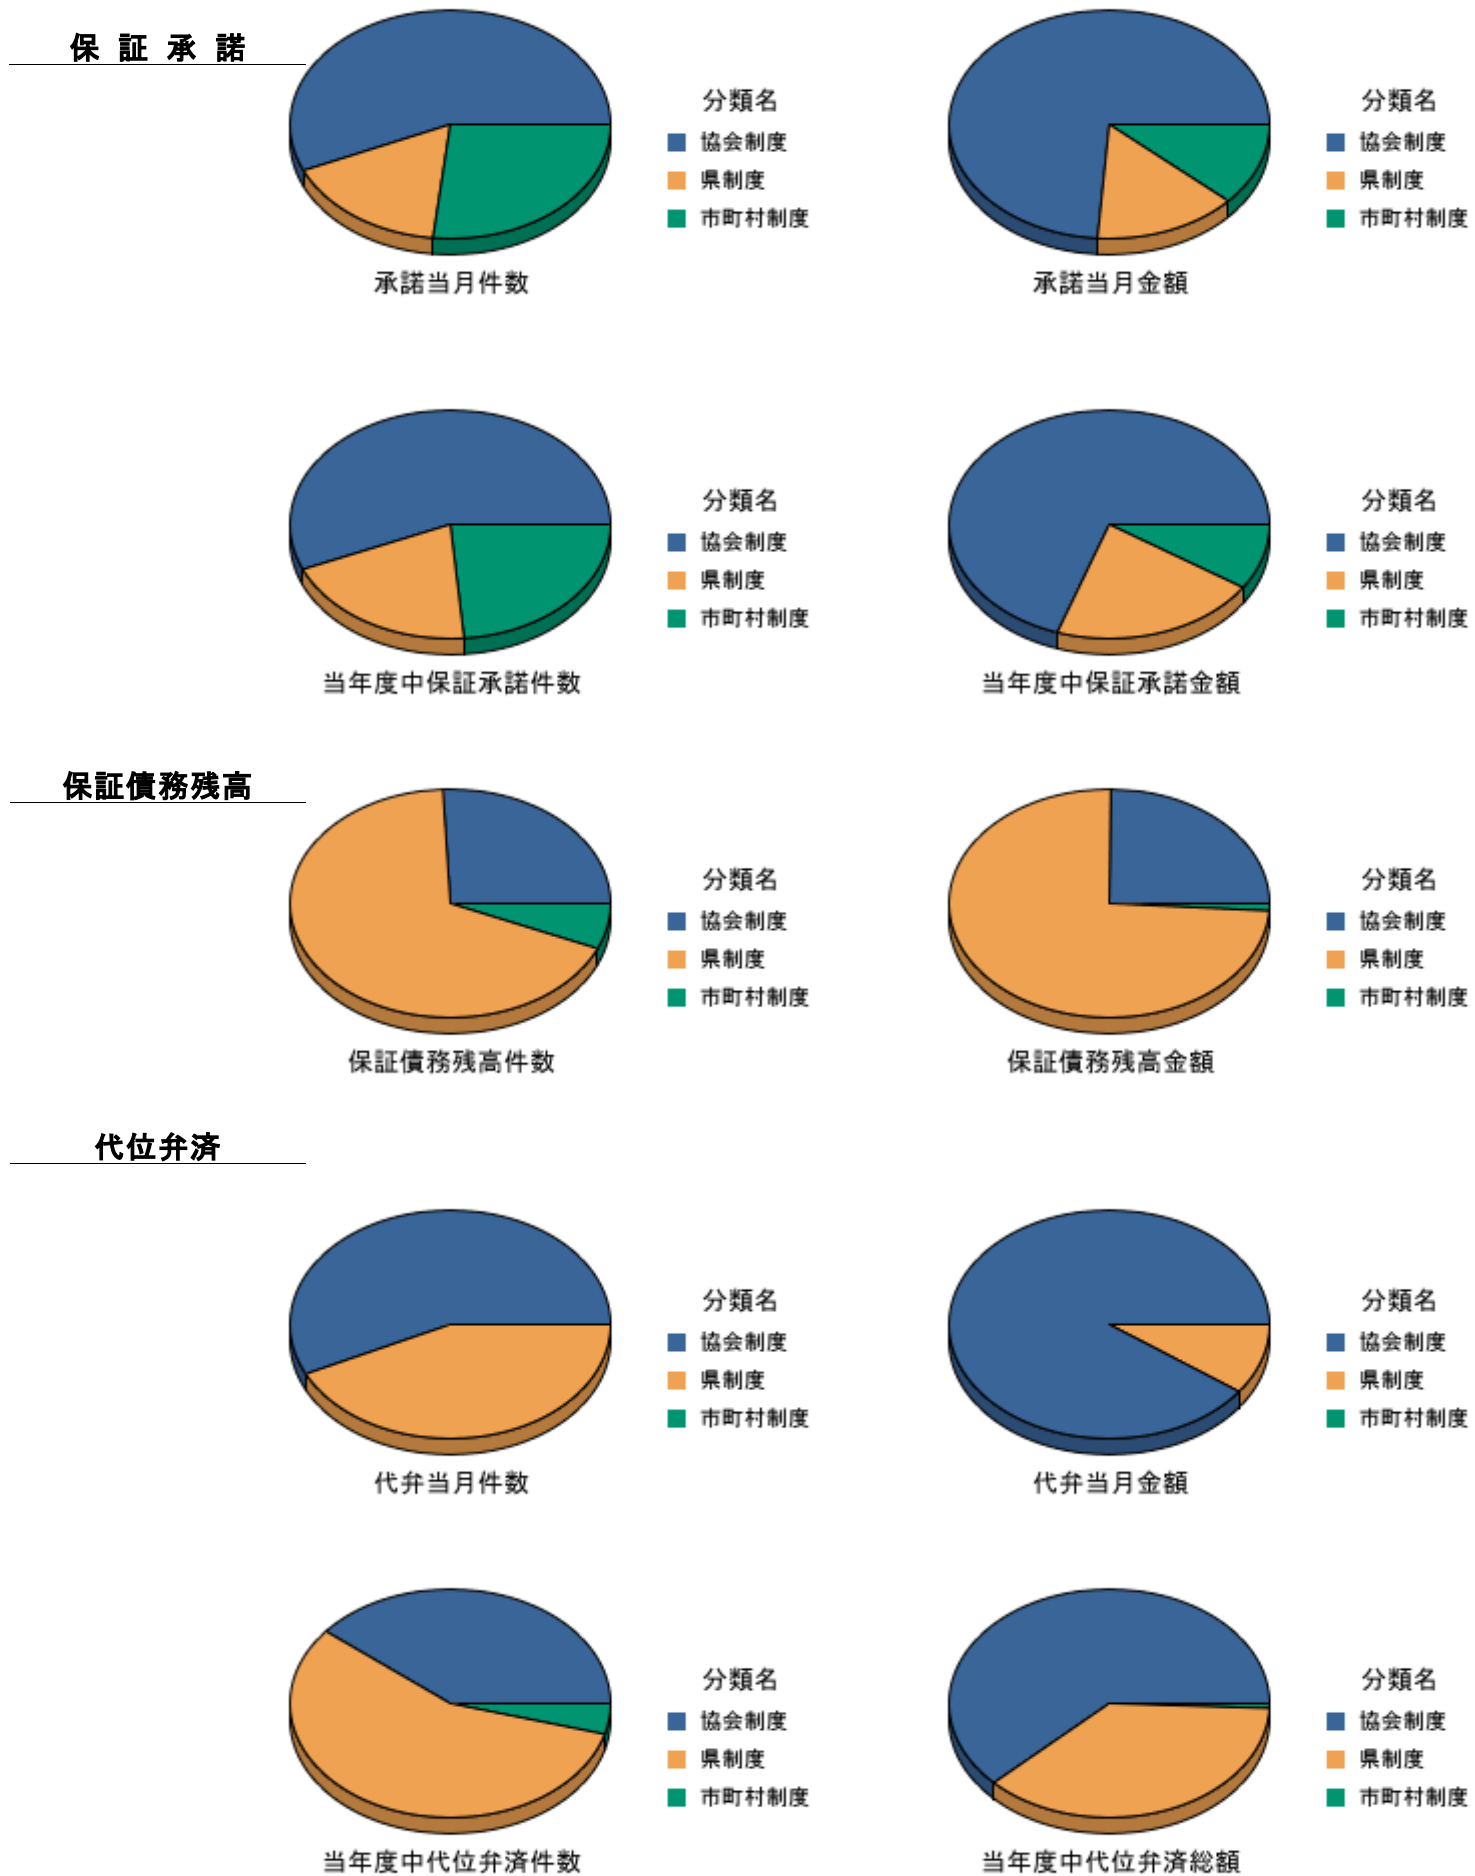 保 証 承 諾
分類名
協会制度
県制度
市町村制度
承諾当月件数
分類名
協会制度
県制度
市町村制度
承諾当月金額
分類名
協会制度
県制度
市町村制度
当年度中保証承諾件数
分類名
協会制度
県制度
市町村制度
当年度中保証承諾金額
保証債務残高
分類名
協会制度
県制度
市町村制度
保証債務残高件数
分類名
協会制度
県制度
市町村制度
保証債務残高金額
代位弁済
分類名
協会制度
県制度
市町村制度
代弁当月件数
分類名
協会制度
県制度
市町村制度
代弁当月金額
分類名
協会制度
県制度
市町村制度
当年度中代位弁済件数
分類名
協会制度
県制度
市町村制度
当年度中代位弁済総額